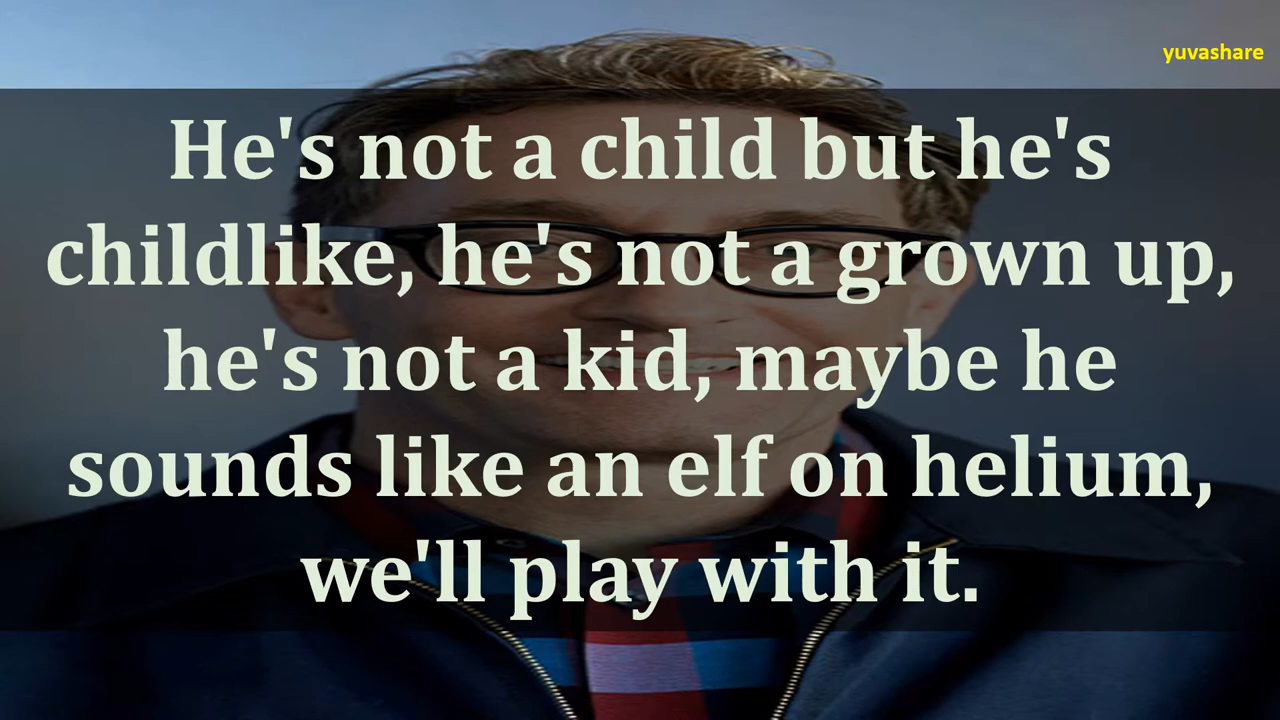 yuvashare
He's not a child but he's
childlike, he's not a grown up,
he's not a kid, maybe he
sounds like an elf on helium,
we'll play with it.